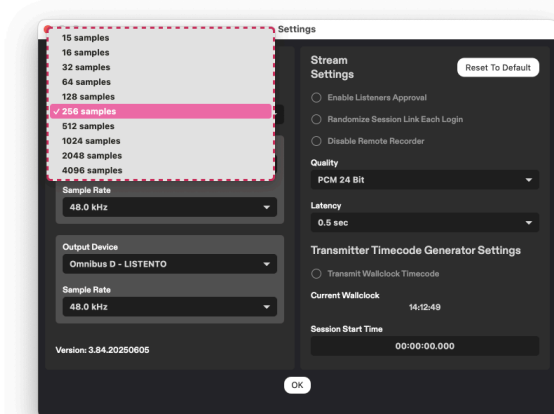 Settings
15 samples
16 samples
32 samples
64 samples
128 samples
✓ 256 samples
512 samples
1024 samples
2048 samples
4096 samples
Sample Rate
48.0 kHz
Output Device
Omnibus D - LISTENTO
Sample Rate
48.0 kHz
Version: 3.84.20250605
Stream
Settings
Reset To Default
Enable Listeners Approval
Randomize Session Link Each Login
Disable Remote Recorder
Quality
PCM 24 Bit
Latency
0.5 sec
Transmitter Timecode Generator Settings
Transmit Wallclock Timecode
Current Wallclock
14:12:49
Session Start Time
00:00:00.000
OK